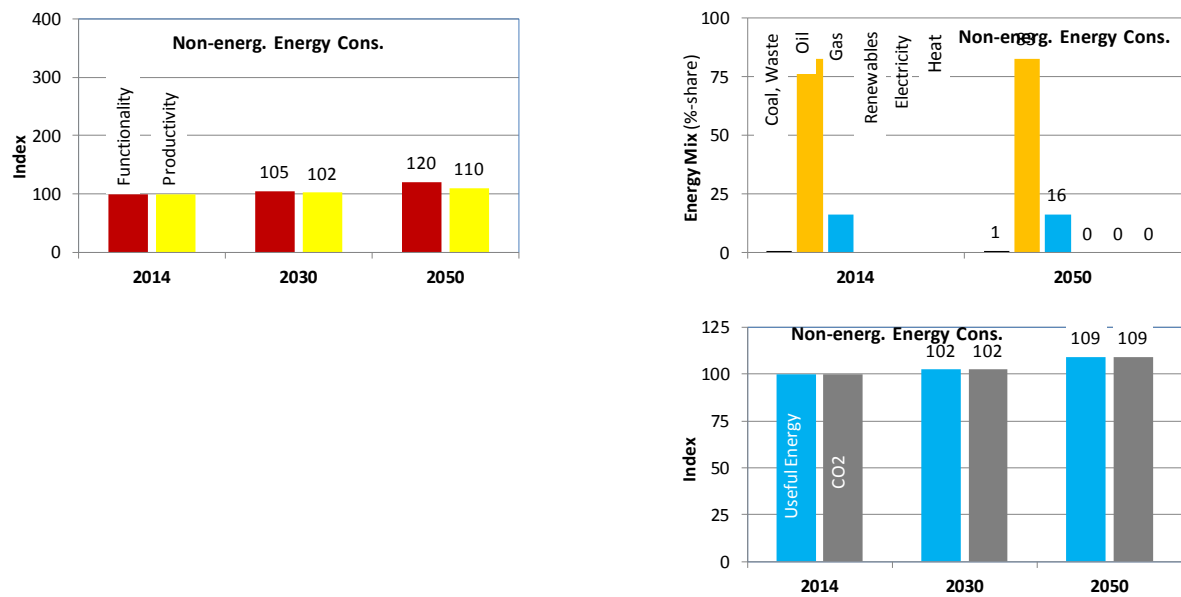 400
300
200
100
0
Index
Non-energ. Energy Cons.
Functionality
Productivity
105
102
120
110
2014
2030
2050
100
75
50
25
0
Energy Mix (%-share)
Non-energ. Energy Cons.
Coal, Waste
Oil
Gas
Renewables
Electricity
Heat
1
83
16
0
0
0
2014
2050
125
100
75
50
25
0
Index
Non-energ. Energy Cons.
Useful Energy
CO2
102
102
109
109
2014
2030
2050